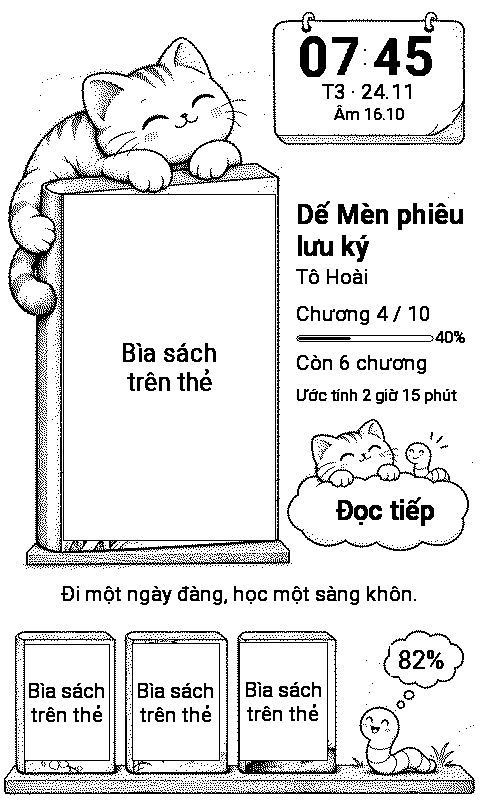 07:45
T3 · 24.11
Âm 16.10
Dế Mèn phiêu
lưu ký
Tô Hoài
Chương 4 / 10
40%
Còn 6 chương
Ước tính 2 giờ 15 phút
Bìa sách
trên thẻ
Đọc tiếp
Đi một ngày đàng, học một sàng khôn.
Bìa sách
trên thẻ
Bìa sách
trên thẻ
Bìa sách
trên thẻ
82%